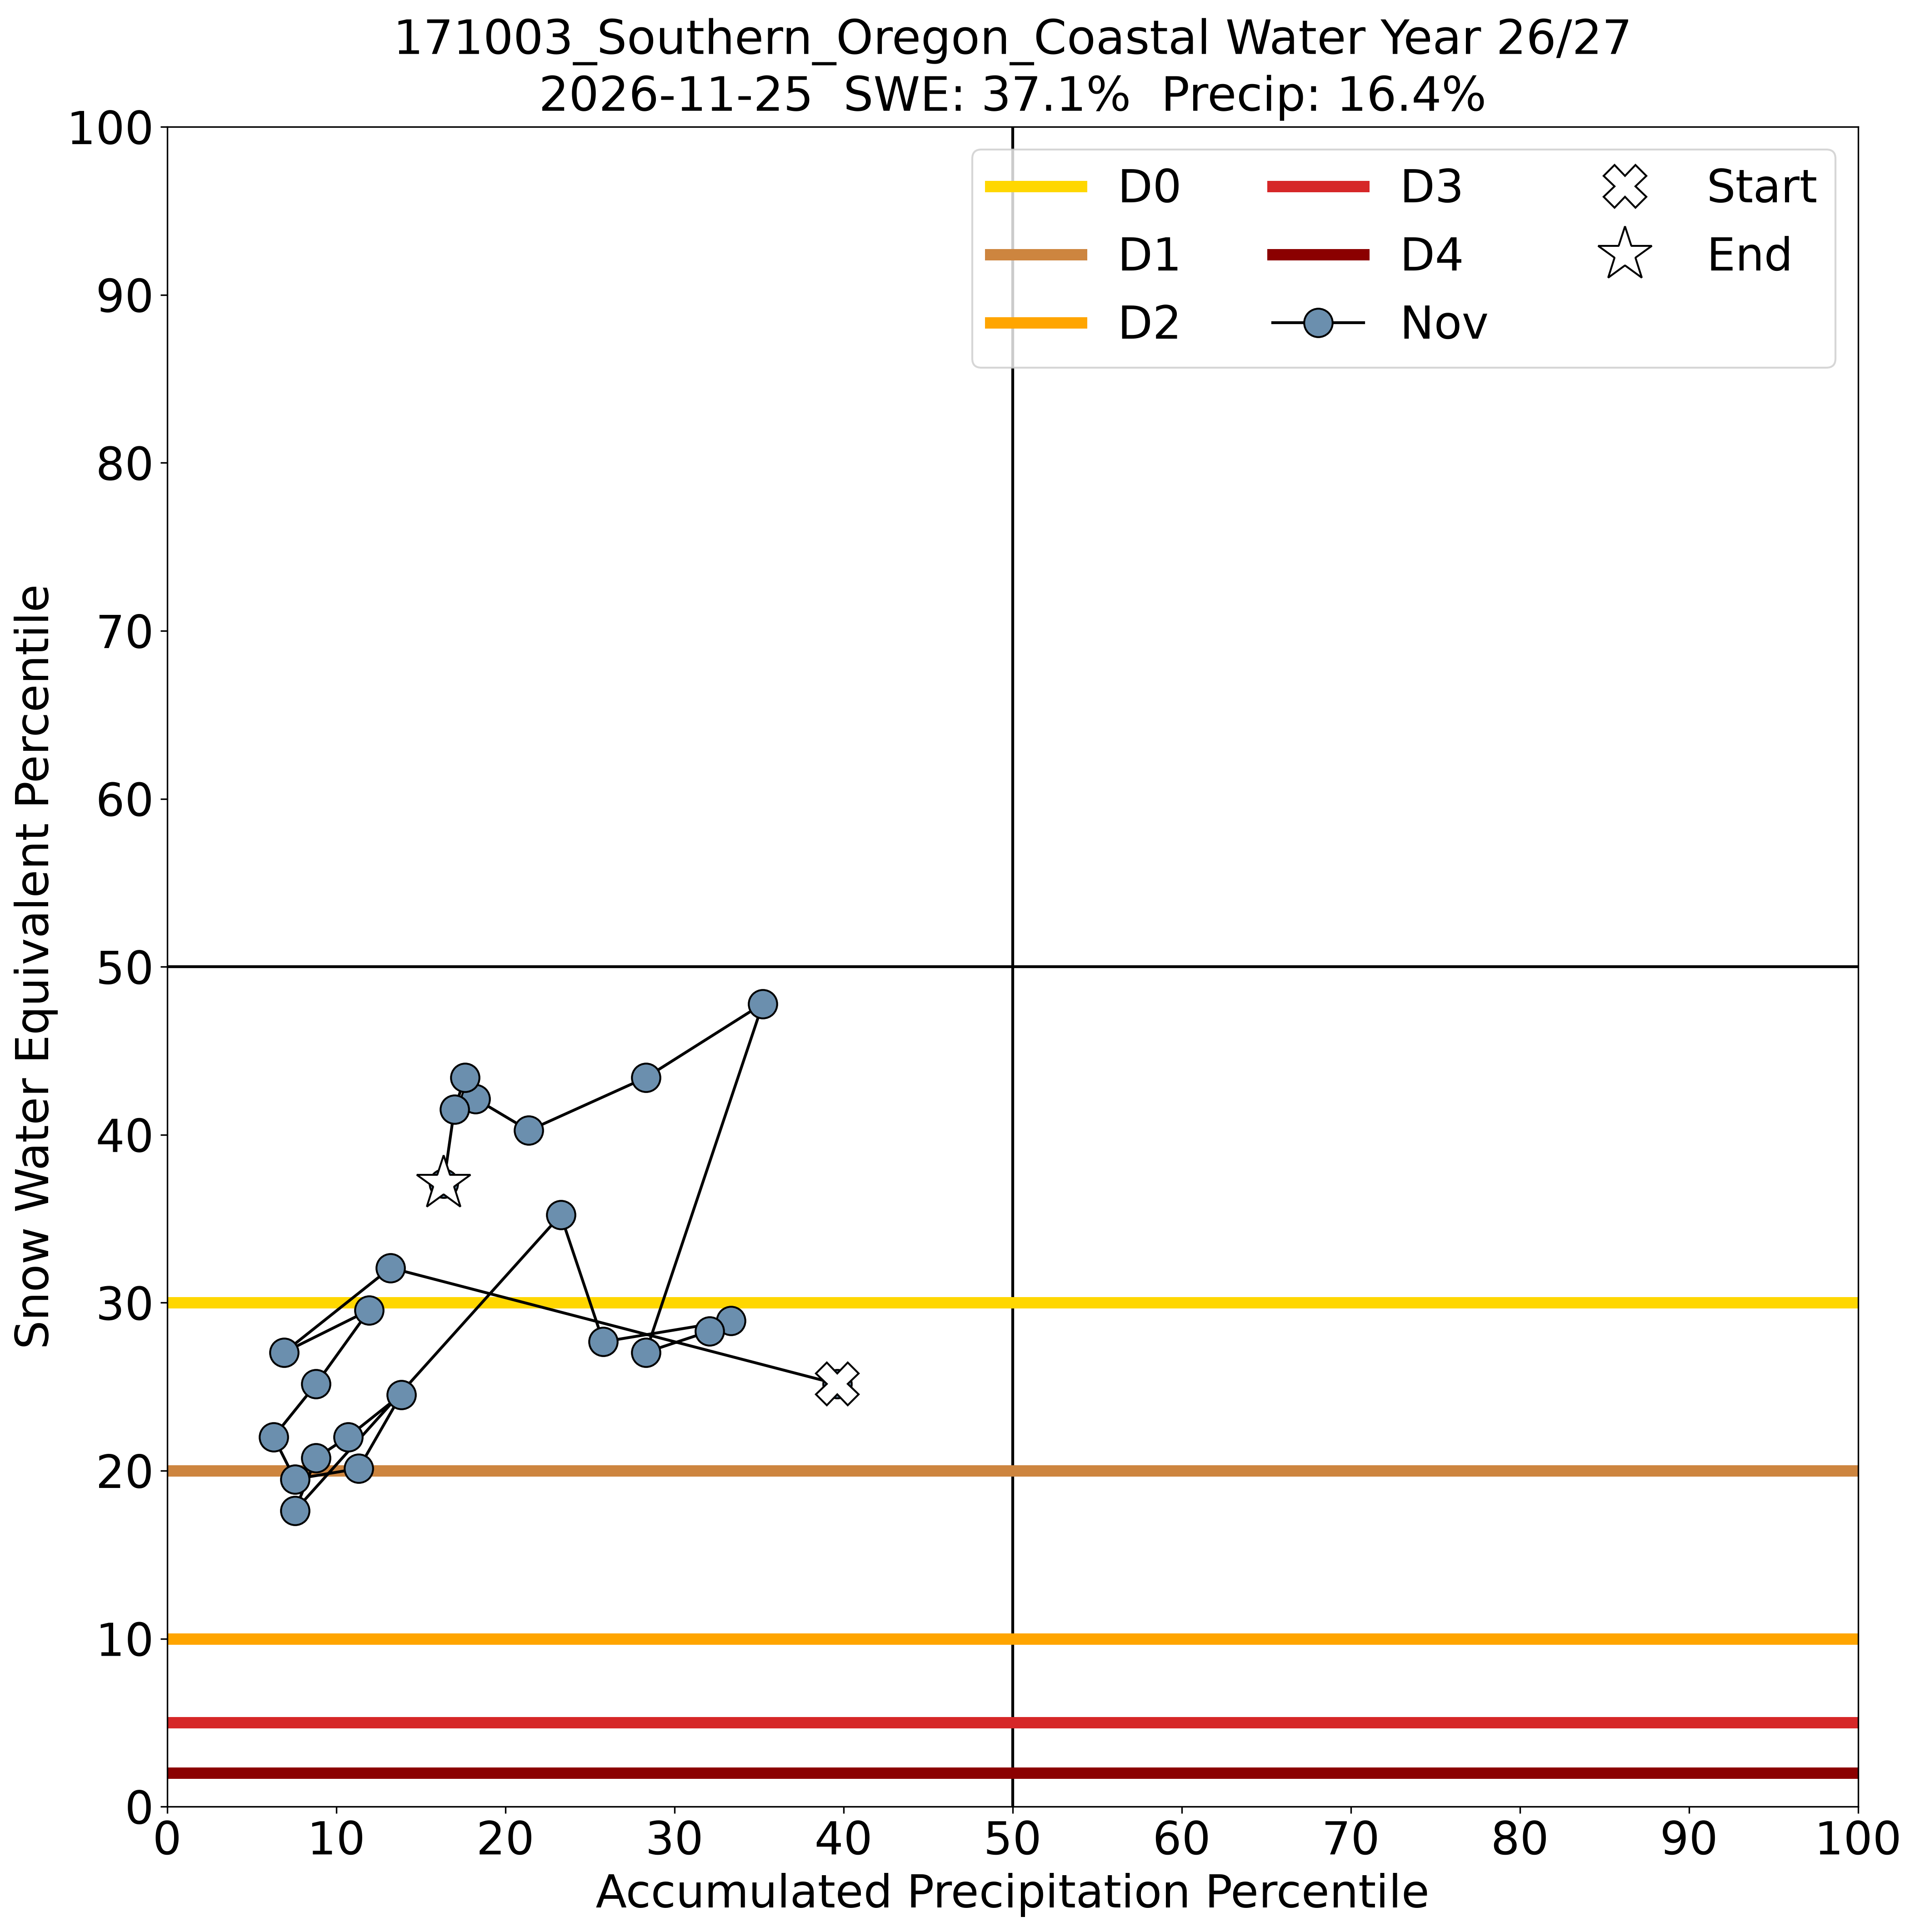 171003_Southern_Oregon_Coastal Water Year 26/27
2026-11-25  SWE: 37.1%  Precip: 16.4%
D0
D1
D2
D3
D4
Nov
Start
End
Snow Water Equivalent Percentile
100
90
80
70
60
50
40
30
20
10
0
0 10 20 30 40 50 60 70 80 90 100
Accumulated Precipitation Percentile